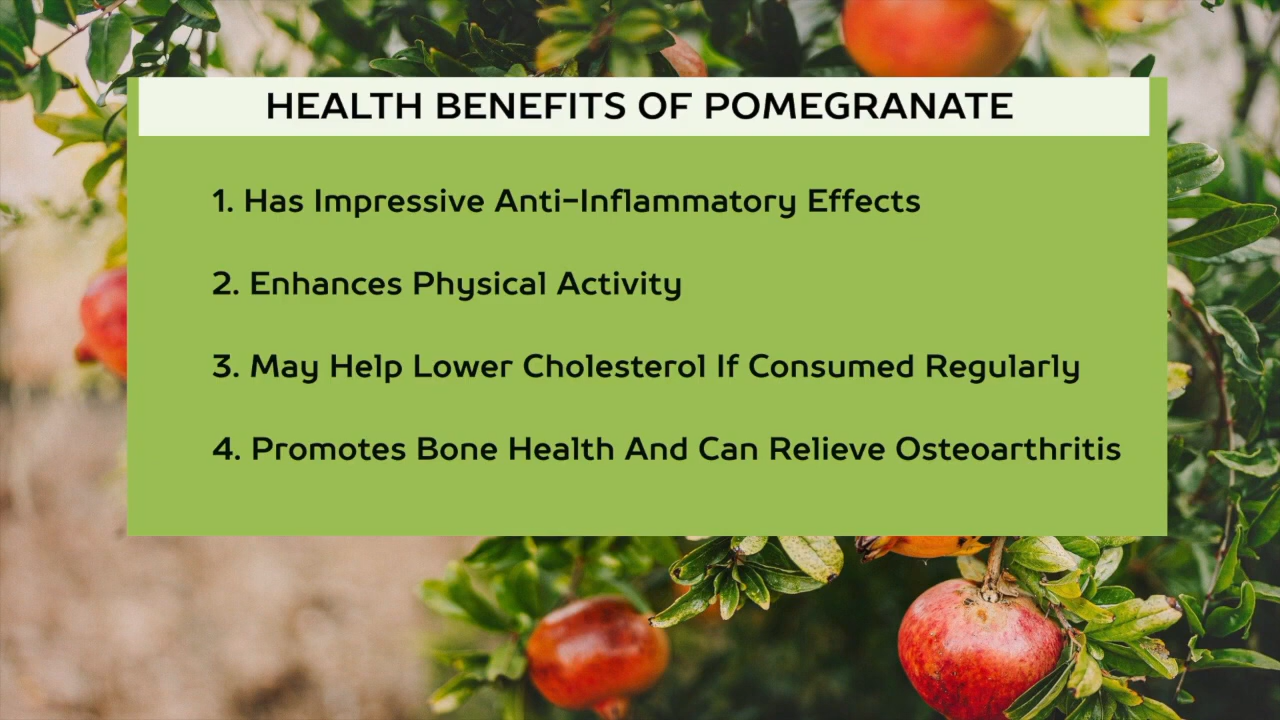 HEALTH BENEFITS OF POMEGRANATE
1. Has Impressive Anti-Inflammatory Effects
2. Enhances Physical Activity
3. May Help Lower Cholesterol If Consumed Regularly
4. Promotes Bone Health And Can Relieve Osteoarthritis